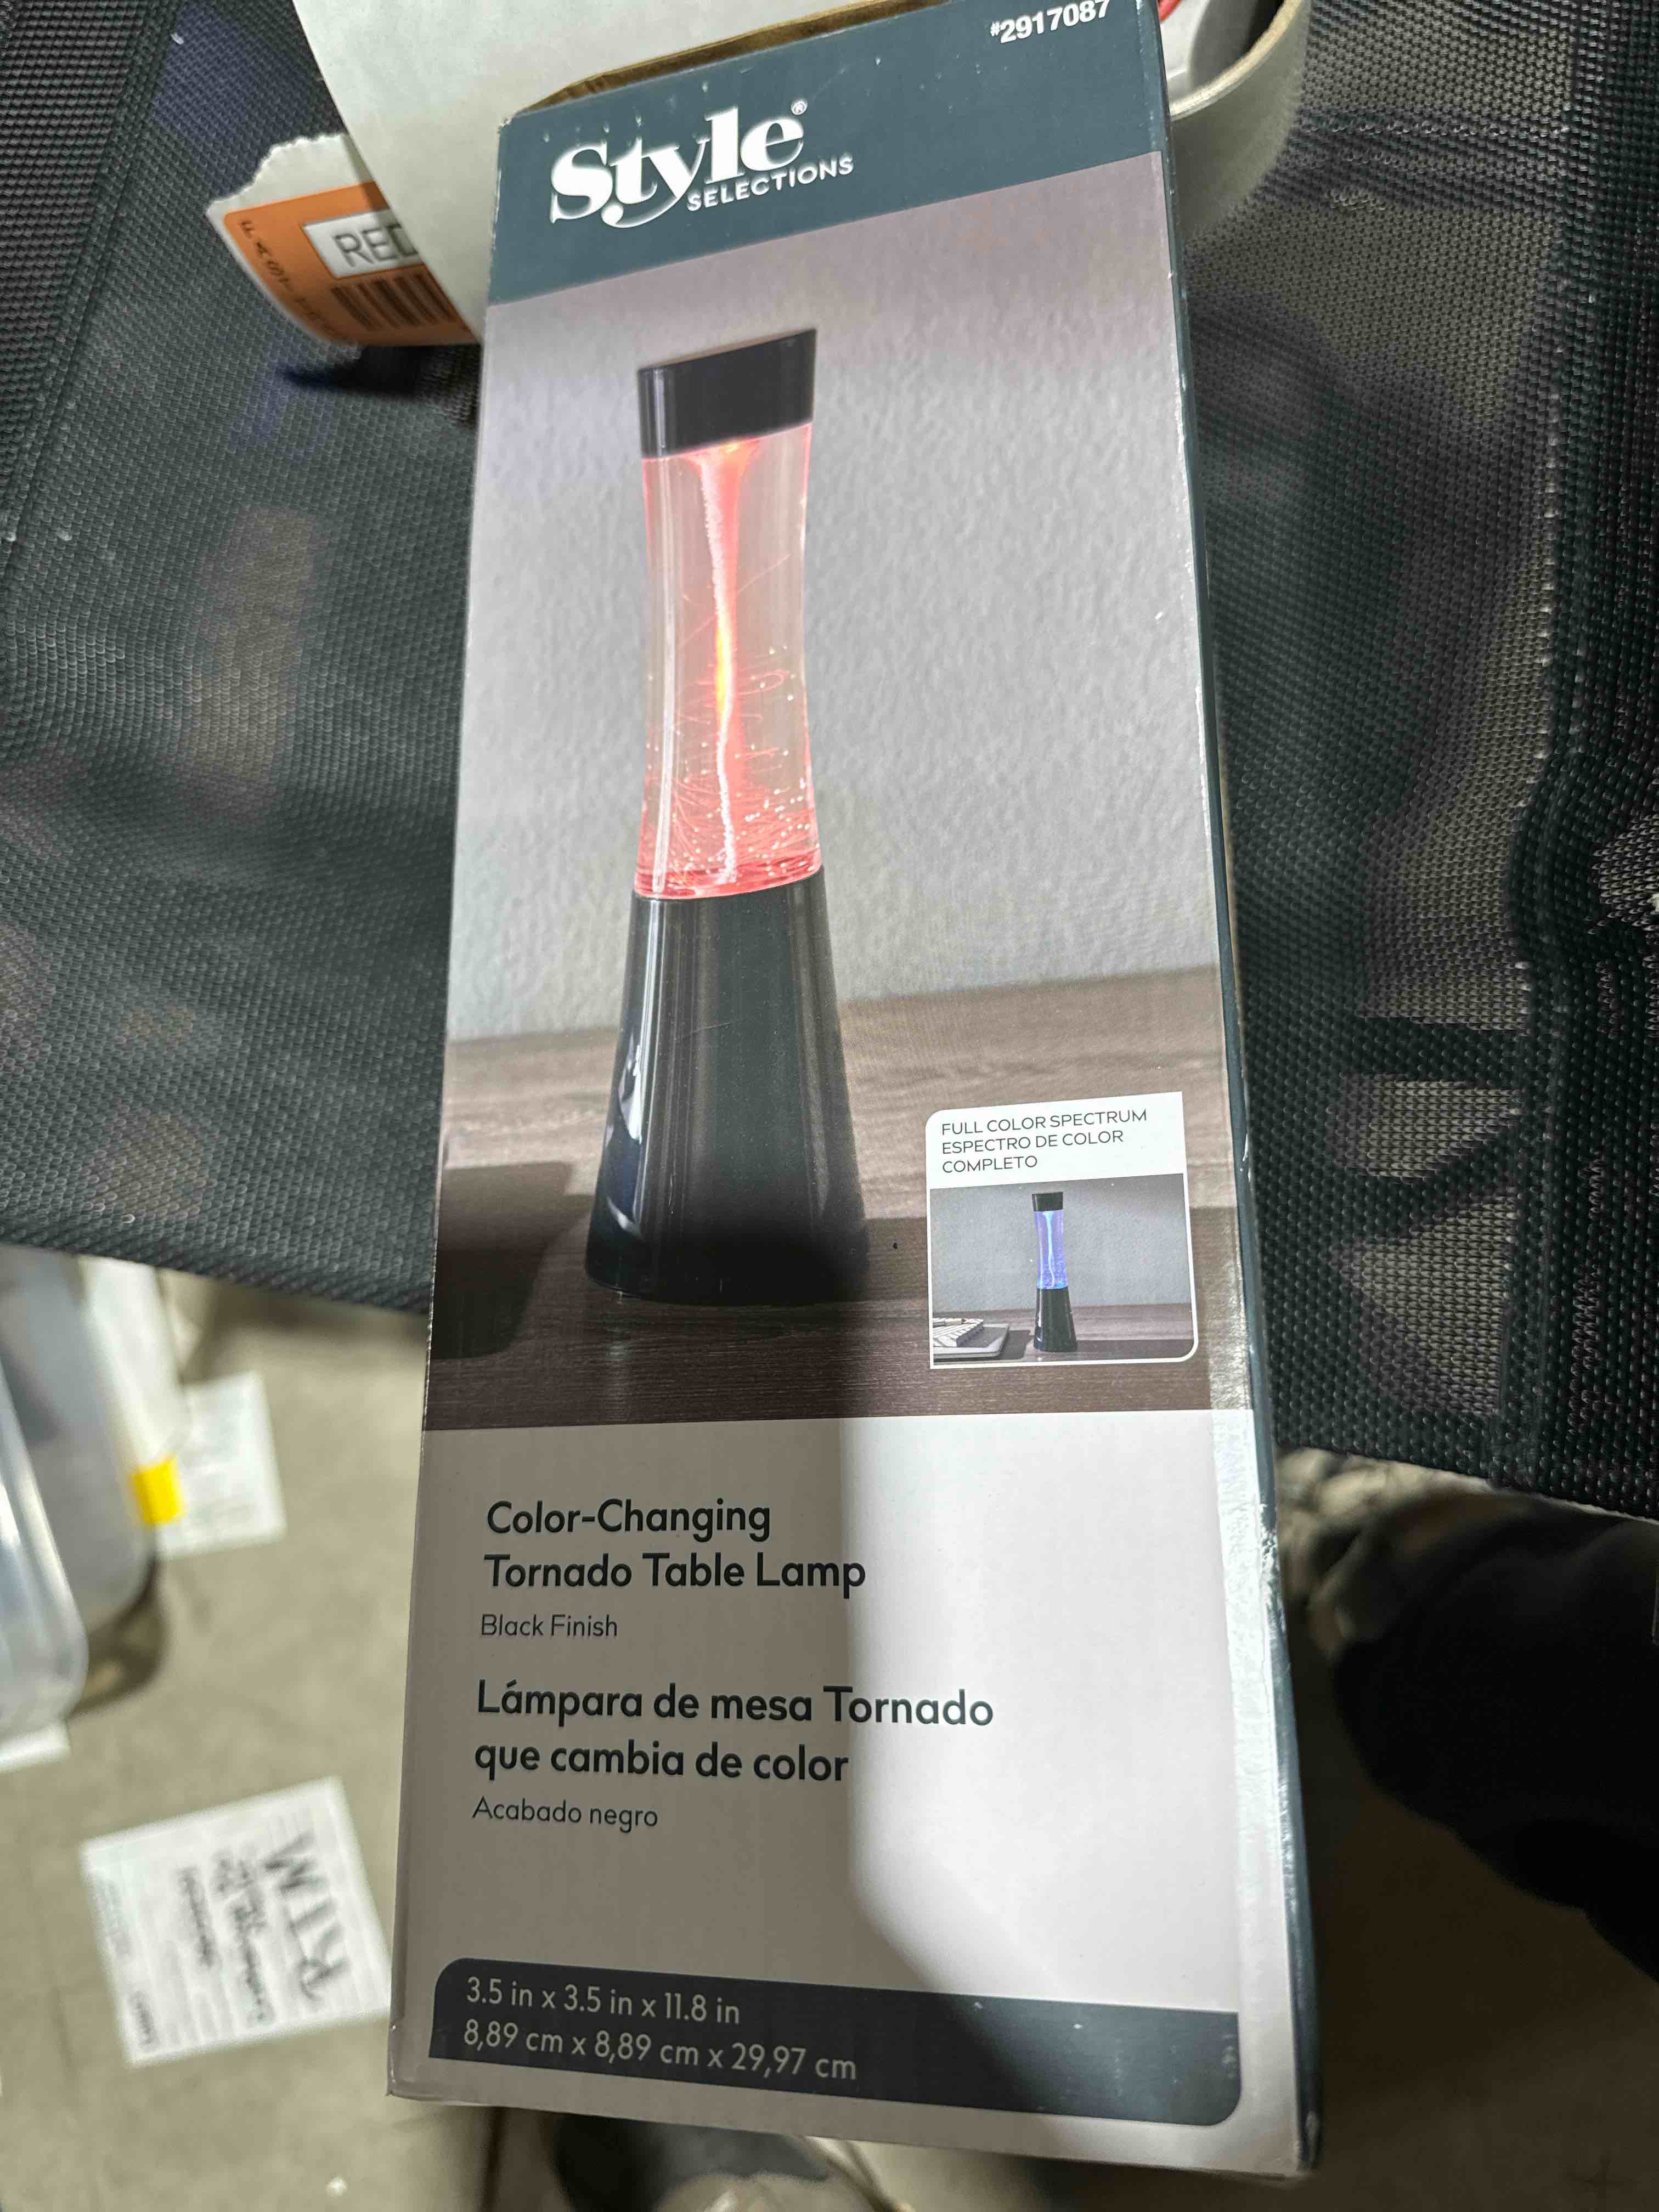 #2917087
Style®
SELECTIONS
RED
FULL COLOR SPECTRUM
ESPECTRO DE COLOR
COMPLETO
Color-Changing
Tornado Table Lamp
Black Finish
Lámpara de mesa Tornado
que cambia de color
Acabado negro
3.5 in x 3.5 in x 11.8 in
8,89 cm x 8,89 cm x 29,97 cm
RTM